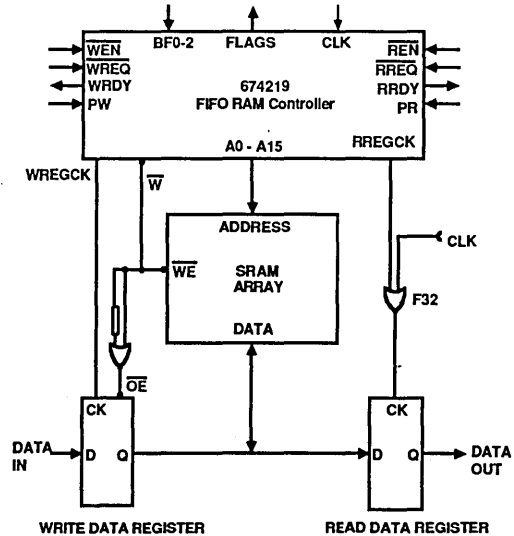 BF0-2 FLAGS CLK
WEN REN
WREQ RREQ
WRDY 674219 RRDY
PW FIFO RAM Controller PR
A0 - A15 RREGCK
WREGCK W
ADDRESS
CLK
WE SRAM
ARRAY
F32
DATA
OE
CK CK
DATA IN D Q D Q DATA OUT
WRITE DATA REGISTER READ DATA REGISTER